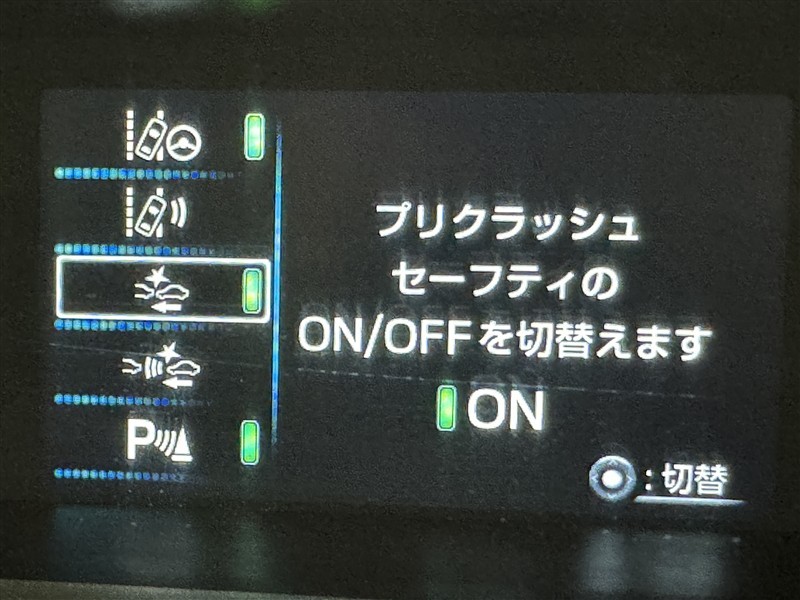 プリクラッシュ
セーフティの
ON/OFFを切替えます
ON
P
:切替